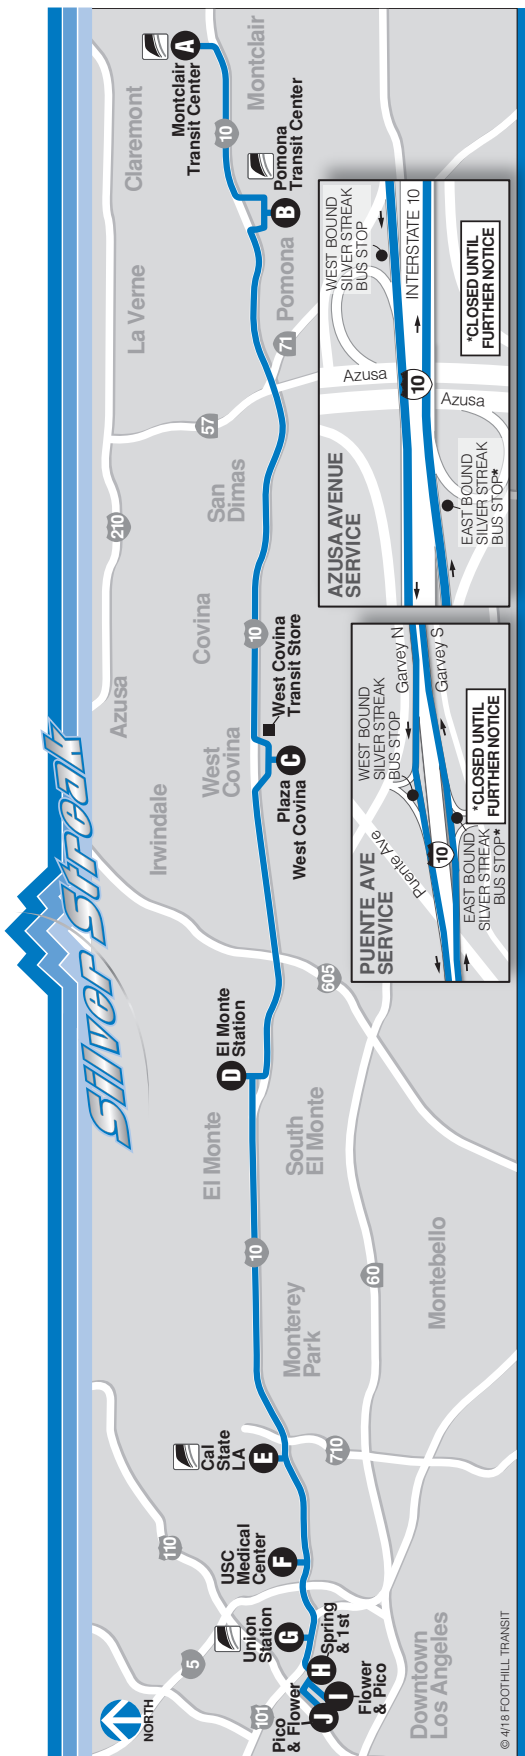 Silver Streak
NORTH
5
101
110
Pico
& Flower
J
I
Flower
& Pico
H
Spring
& 1st
Union
Station
G
Downtown
Los Angeles
USC
Medical
Center
F
Cal
State
LA
E
710
Monterey
Park
10
60
Montebello
El Monte
South
El Monte
D
El Monte
Station
605
Irwindale
Azusa
West
Covina
Plaza
West Covina
C
West Covina
Transit Store
Covina
10
210
San
Dimas
57
71
La Verne
Pomona
B
Pomona
Transit Center
Claremont
10
Montclair
Transit Center
A
Montclair
PUENTE AVE
SERVICE
Puente Ave
WEST BOUND
SILVER STREAK
BUS STOP
Garvey N
Garvey S
10
EAST BOUND
SILVER STREAK
BUS STOP*
*CLOSED UNTIL
FURTHER NOTICE
AZUSA AVENUE
SERVICE
Azusa
Azusa
10
WEST BOUND
SILVER STREAK
BUS STOP
INTERSTATE 10
EAST BOUND
SILVER STREAK
BUS STOP*
*CLOSED UNTIL
FURTHER NOTICE
© 4/18 FOOTHILL TRANSIT